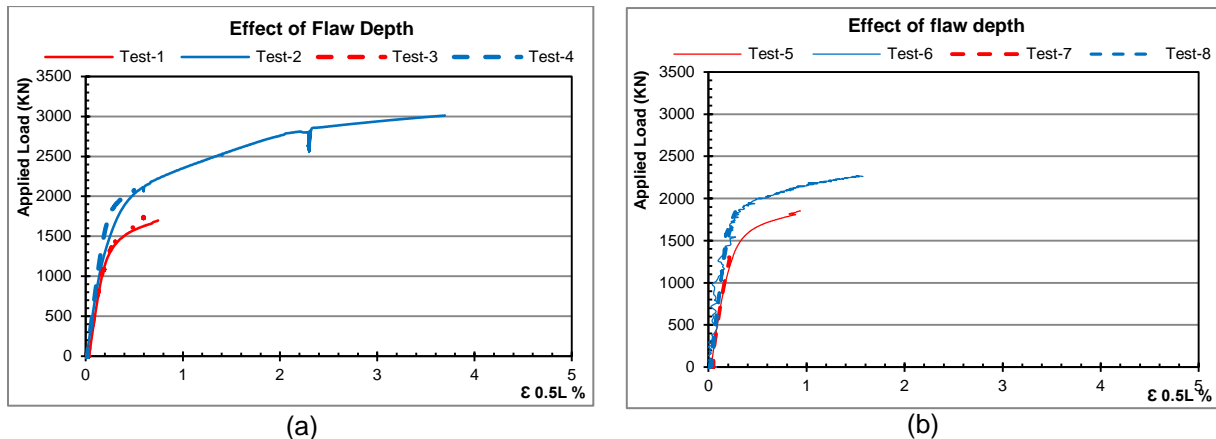 Effect of Flaw Depth
Test-1 Test-2 Test-3 Test-4
Applied Load (KN)
3500
3000
2500
2000
1500
1000
500
0
0 1 2 3 4 5
Ɛ 0.5L %
(a)
Effect of flaw depth
Test-5 Test-6 Test-7 Test-8
Applied Load (KN)
3500
3000
2500
2000
1500
1000
500
0
0 1 2 3 4 5
Ɛ 0.5L %
(b)